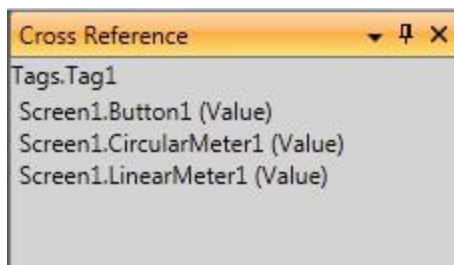 Cross Reference
Tags.Tag1
Screen1.Button1 (Value)
Screen1.CircularMeter1 (Value)
Screen1.LinearMeter1 (Value)